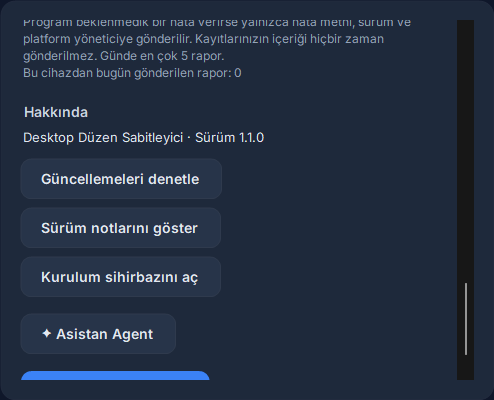 Program beklenmedik bir hata verirse yalnızca hata metni, sürüm ve
platform yöneticiye gönderilir. Kayıtlarınızın içeriği hiçbir zaman
gönderilmez. Günde en çok 5 rapor.
Bu cihazdan bugün gönderilen rapor: 0
Hakkında
Desktop Düzen Sabitleyici · Sürüm 1.1.0
Güncellemeleri denetle
Sürüm notlarını göster
Kurulum sihirbazını aç
✦ Asistan Agent